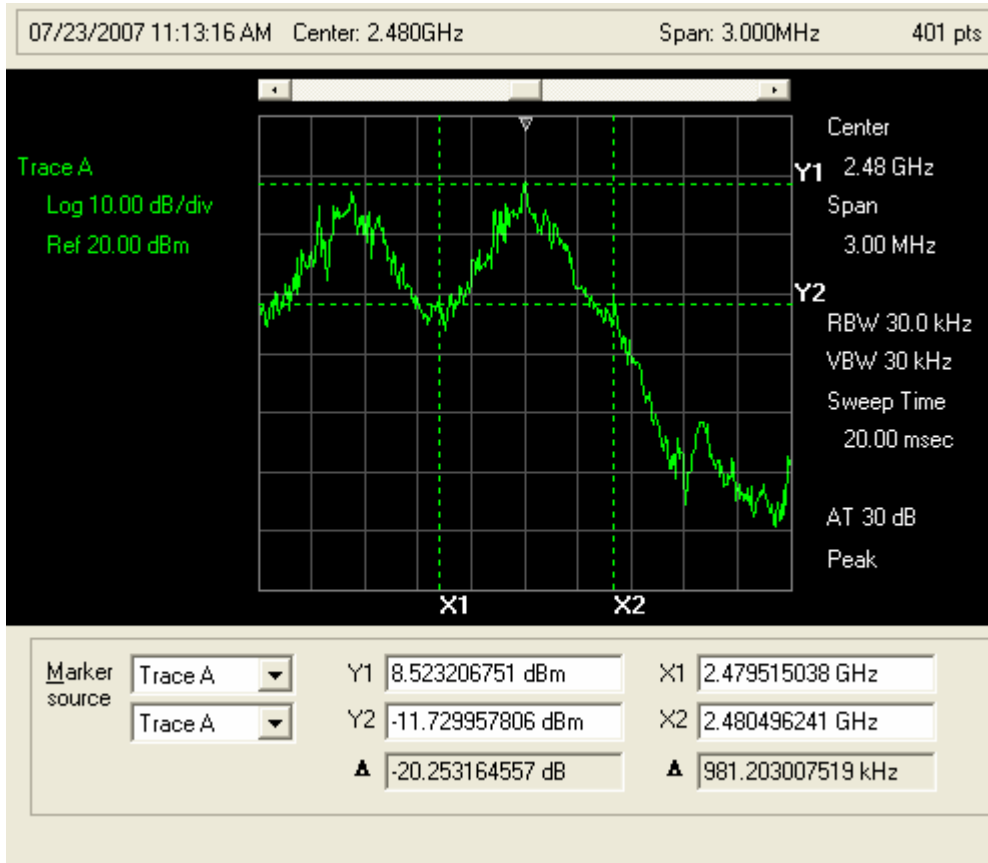 07/23/2007 11:13:16 AM Center: 2.480GHz Span: 3.000MHz 401 pts
Trace A
Log 10.00 dB/div
Ref 20.00 dBm
Y1
Y2
X1 X2
Center
2.48 GHz
Span
3.00 MHz
RBW 30.0 kHz
VBW 30 kHz
Sweep Time
20.00 msec
AT 30 dB
Peak
Marker source
Trace A
Trace A
Y1 8.523206751 dBm
Y2 -11.729957806 dBm
Δ -20.253164557 dB
X1 2.479515038 GHz
X2 2.480496241 GHz
Δ 981.203007519 kHz